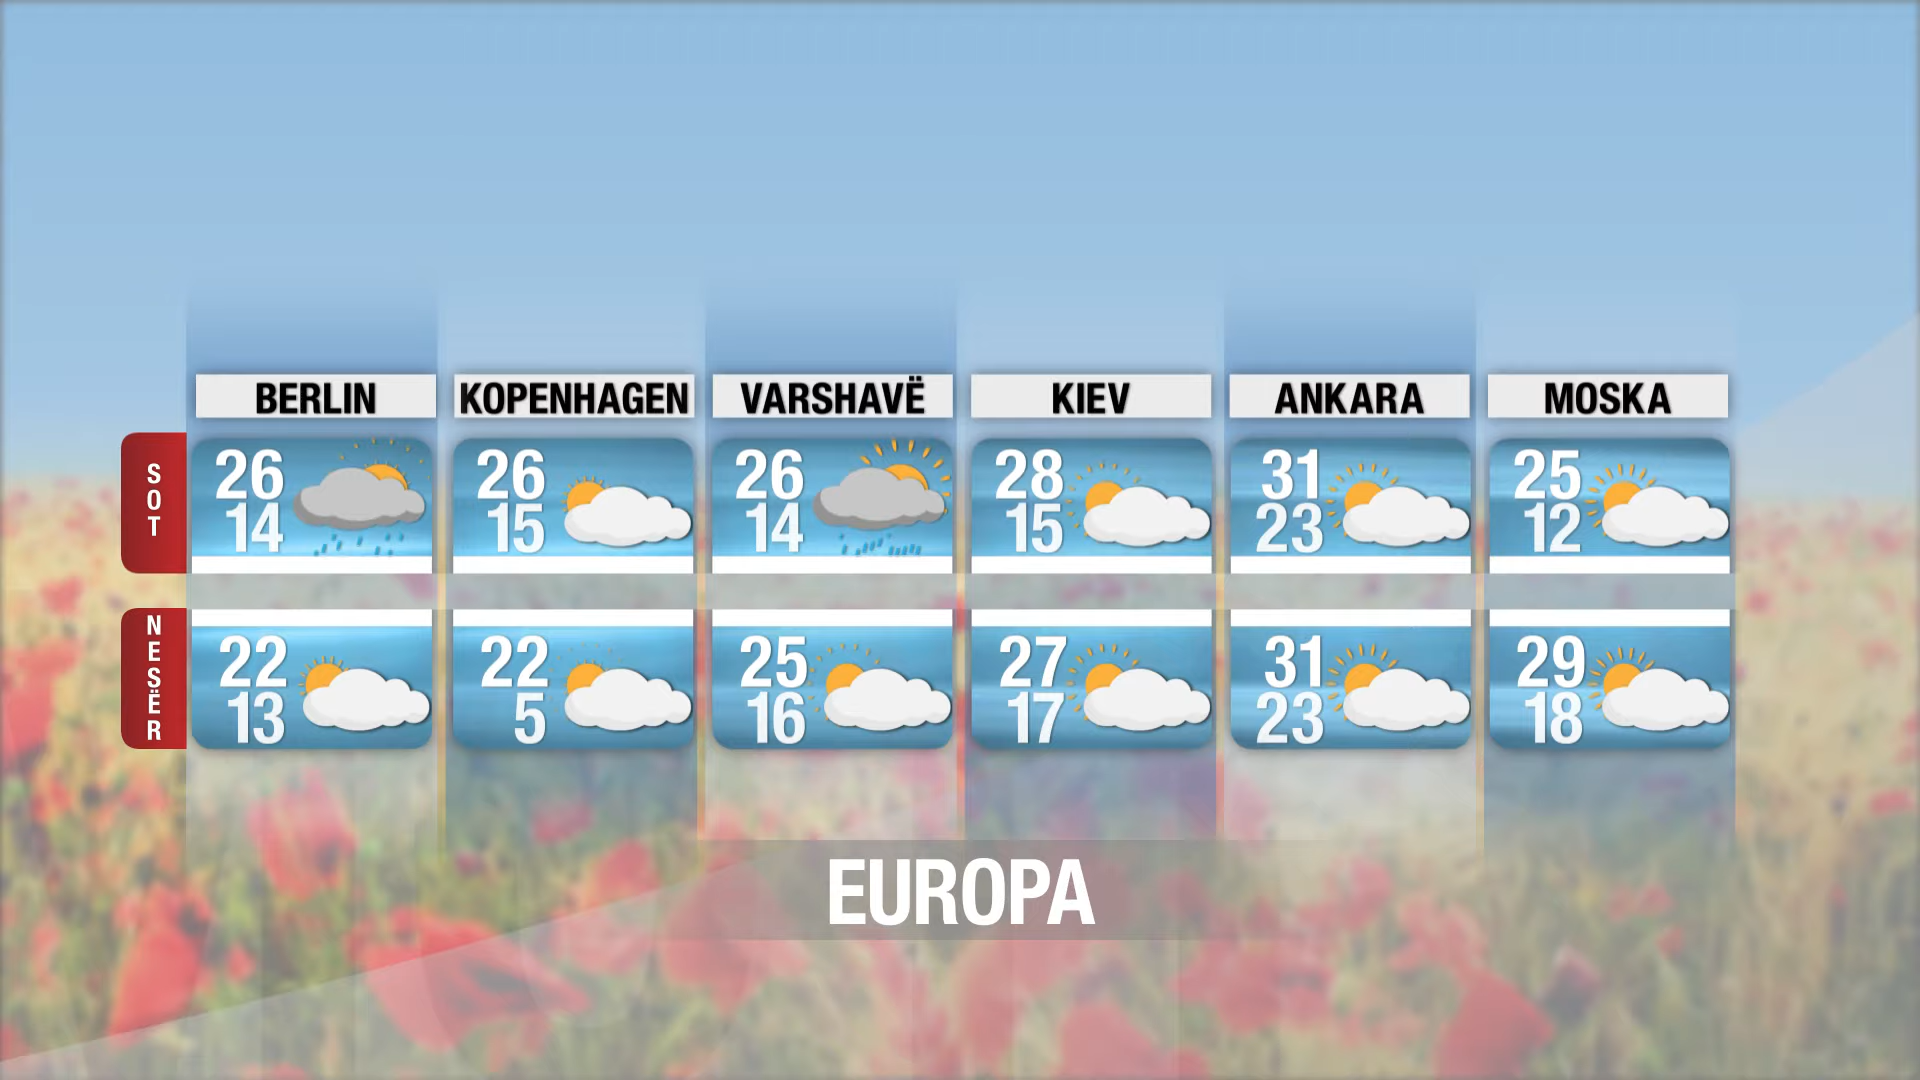 BERLIN KOPENHAGEN VARSHAVË KIEV ANKARA MOSKA
SOT
26 26 26 28 31 25
14 15 14 15 23 12
NESËR
22 22 25 27 31 29
13 5 16 17 23 18
EUROPA